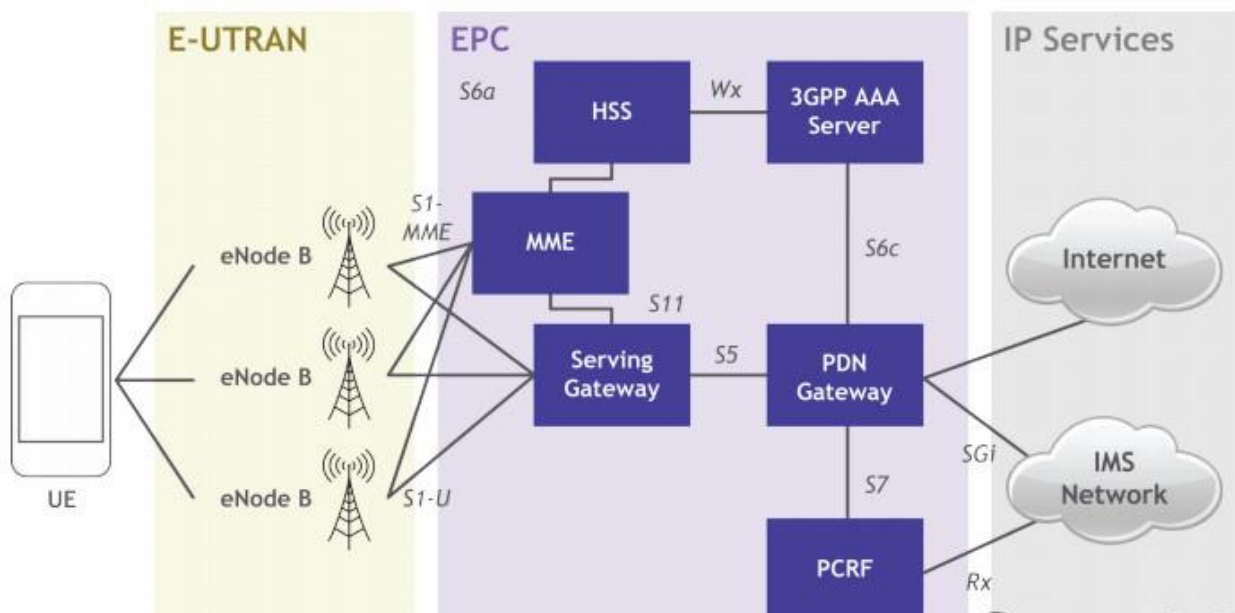 E-UTRAN
EPC
IP Services
S6a
HSS
Wx
3GPP AAA
Server
S1-
MME
MME
eNode B
S6c
Internet
S11
Serving
Gateway
S5
PDN
Gateway
eNode B
SGi
IMS
Network
eNode B
S1-U
S7
UE
PCRF
Rx